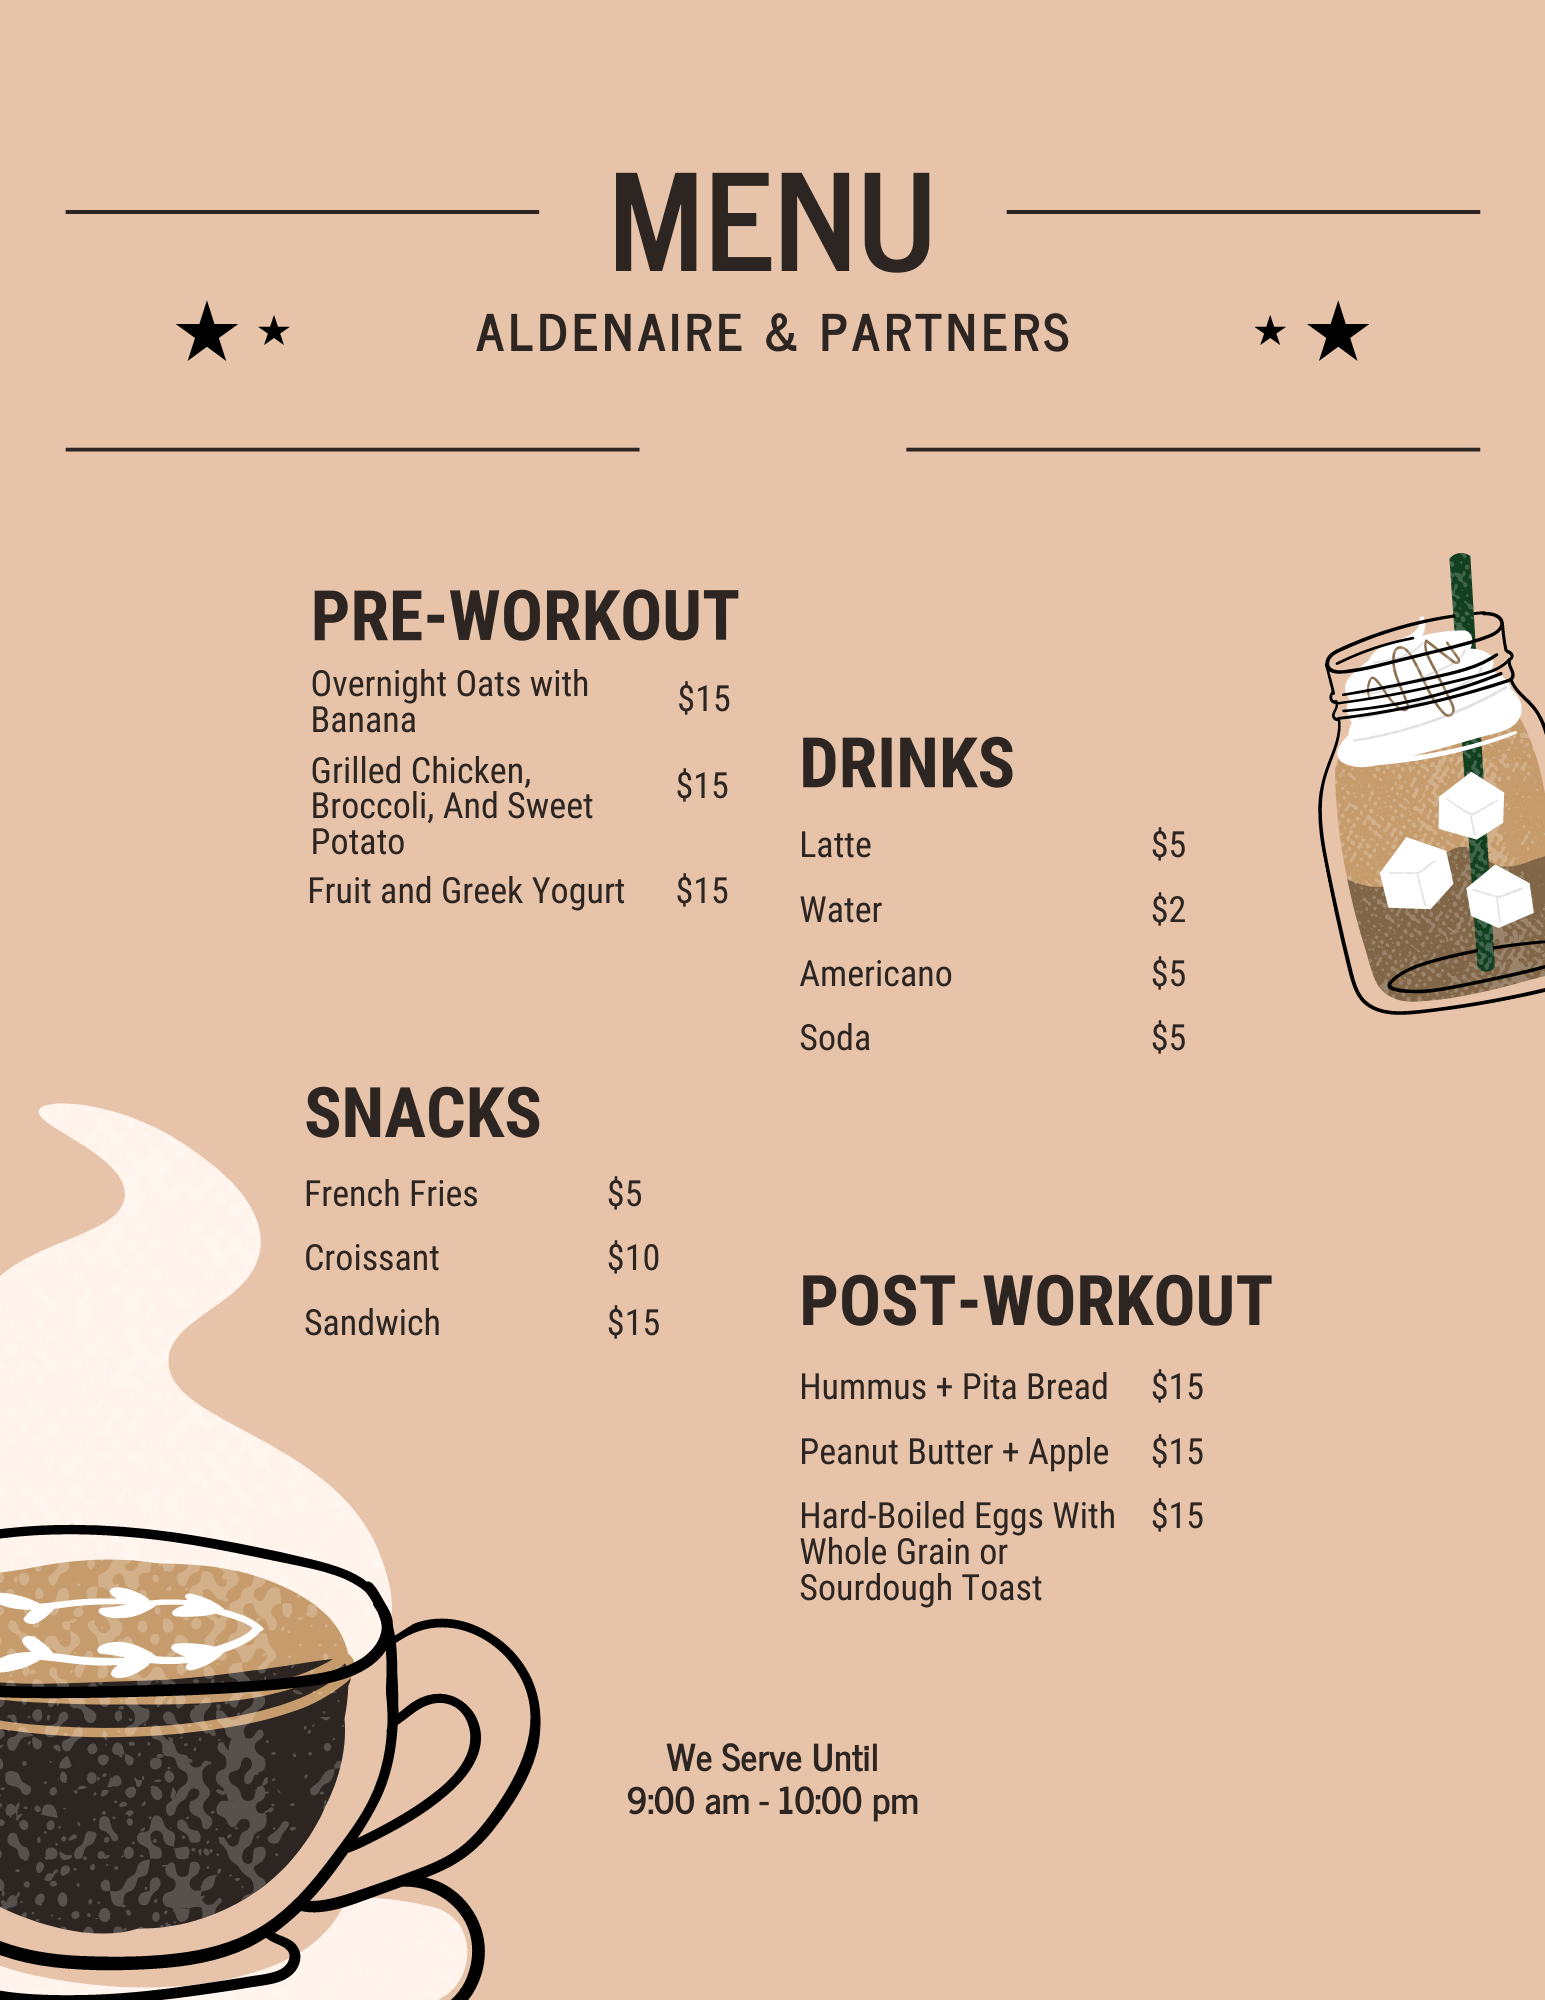 MENU
ALDENAIRE & PARTNERS
PRE-WORKOUT
Overnight Oats with
Banana
$15
Grilled Chicken,
Broccoli, And Sweet
Potato
$15
Fruit and Greek Yogurt $15
DRINKS
Latte $5
Water $2
Americano $5
Soda $5
SNACKS
French Fries $5
Croissant $10
Sandwich $15
POST-WORKOUT
Hummus + Pita Bread $15
Peanut Butter + Apple $15
Hard-Boiled Eggs With $15
Whole Grain or
Sourdough Toast
We Serve Until
9:00 am - 10:00 pm